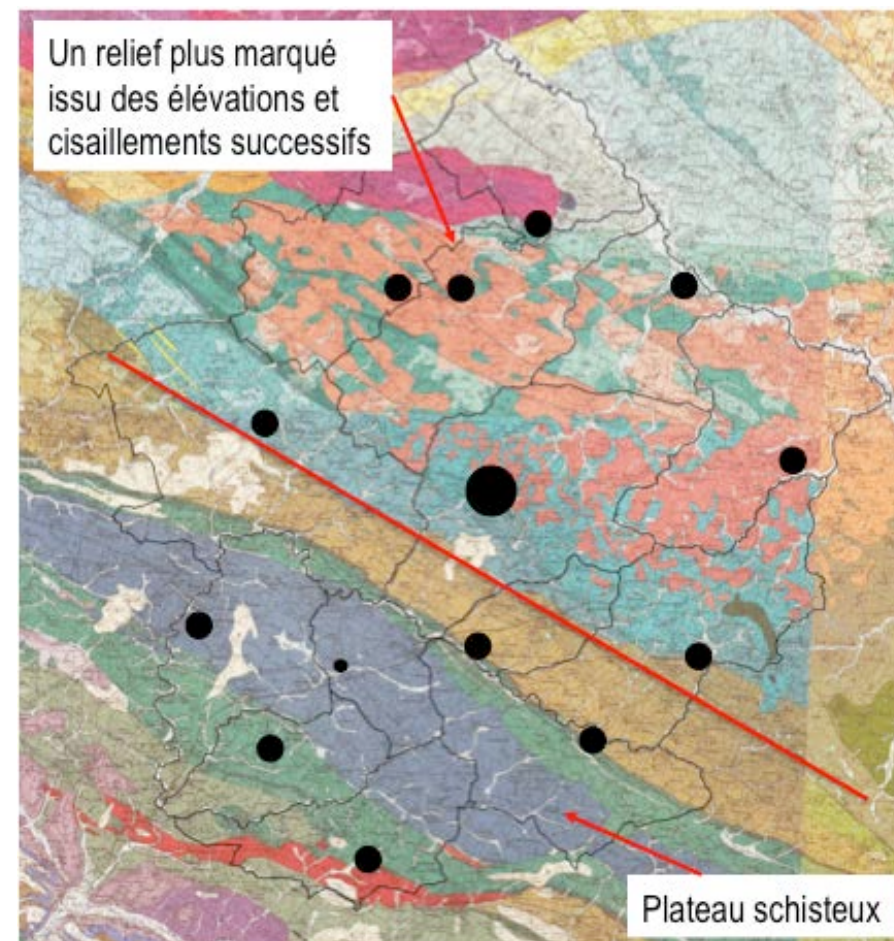 Un relief plus marqué
issu des élévations et
cisaillements successifs
Plateau schisteux